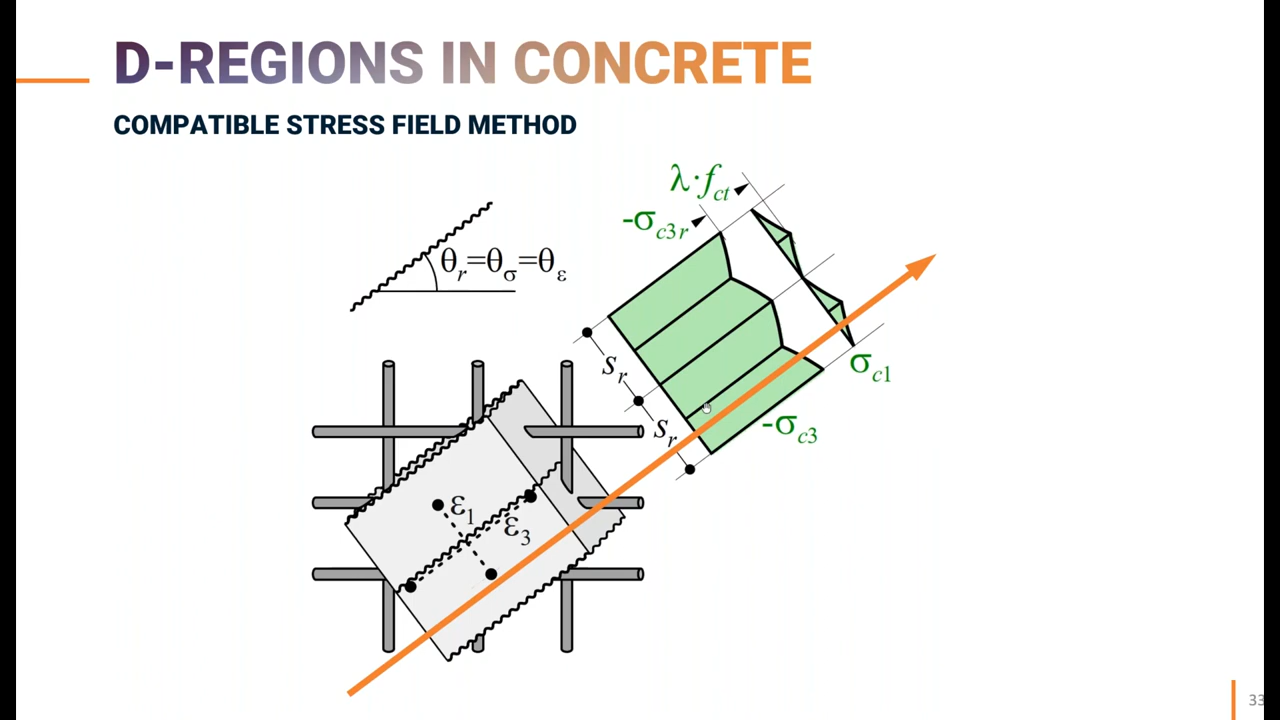 D-REGIONS IN CONCRETE
COMPATIBLE STRESS FIELD METHOD
λ·fct
-σc3r
θr=θσ=θε
σc1
sr
sr
-σc3
ε1
ε3
33